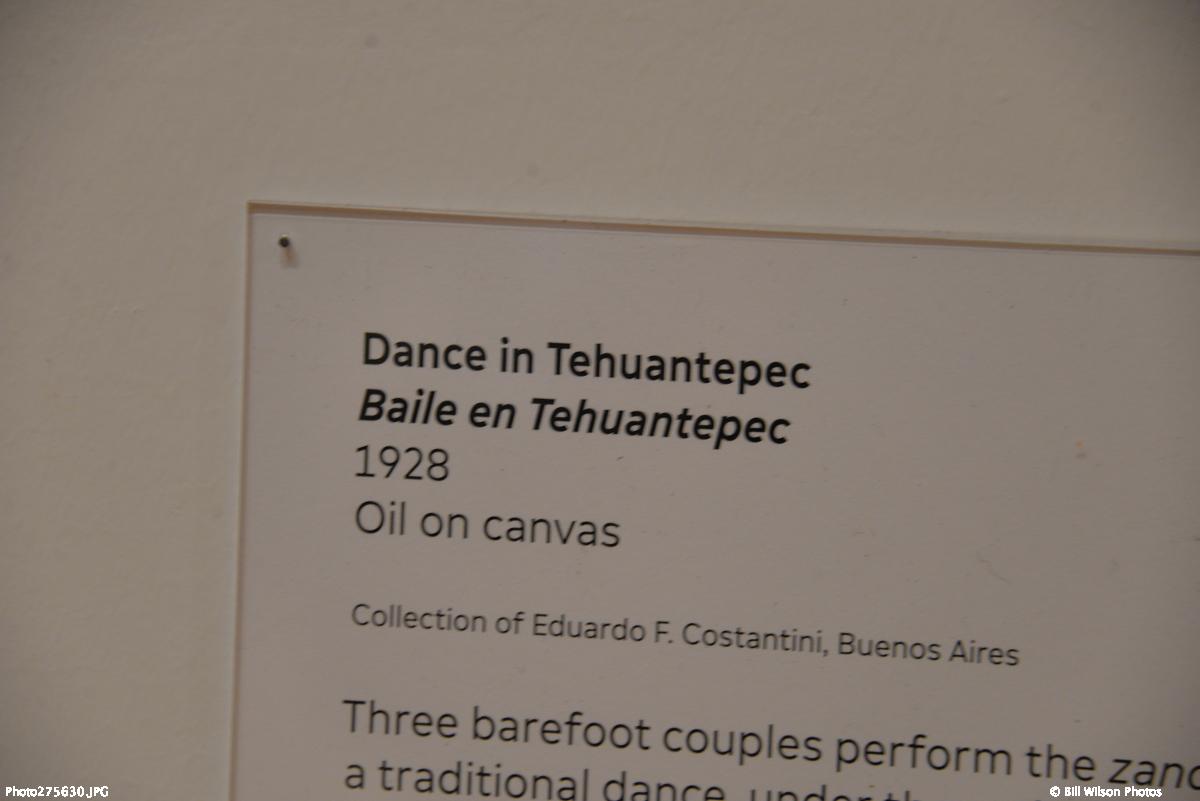 Dance in Tehuantepec
Baile en Tehuantepec
1928
Oil on canvas
Collection of Eduardo F. Costantini, Buenos Aires
Three barefoot couples perform the
a traditional dance, under
Photo275630.JPG
© Bill Wilson Photos